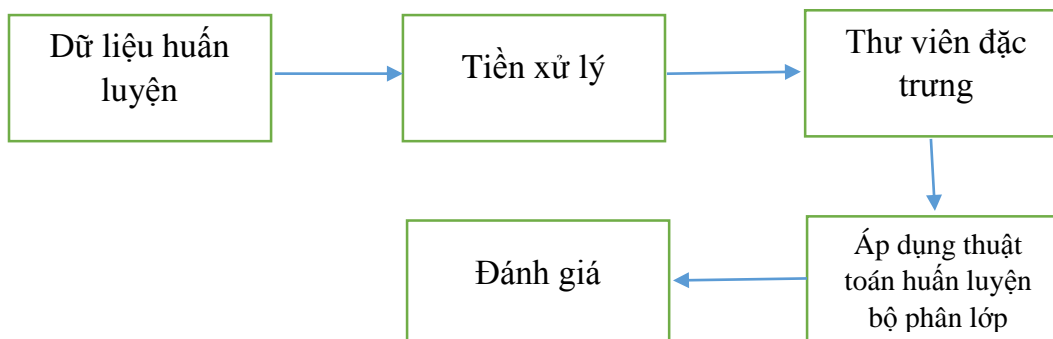 Dữ liệu huấn
luyện
Tiền xử lý
Thư viên đặc
trưng
Áp dụng thuật
toán huấn luyện
bộ phân lớp
Đánh giá